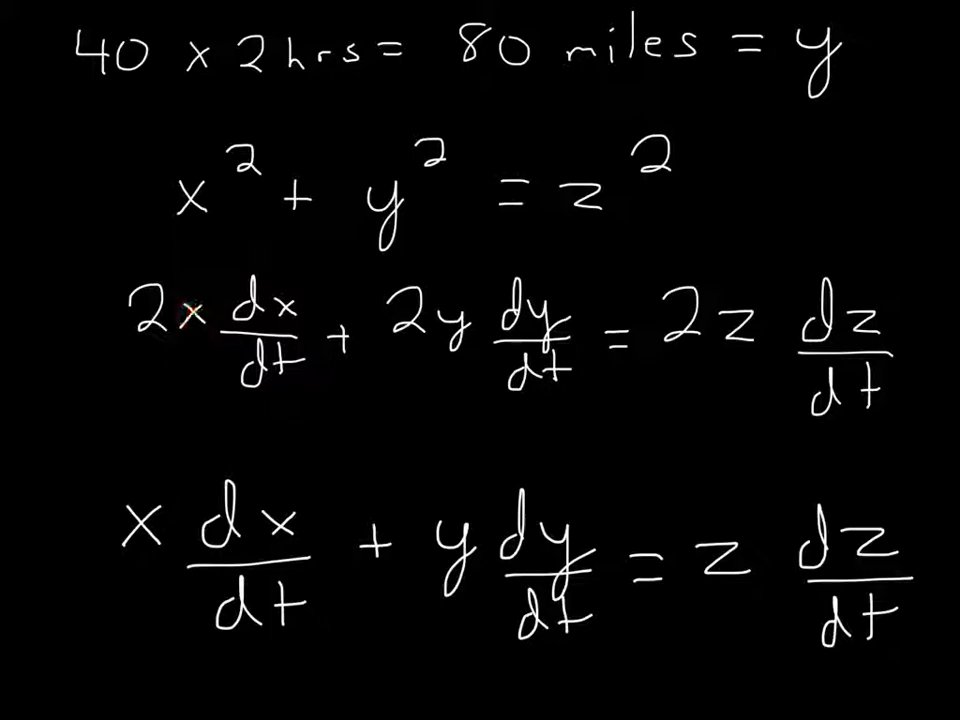 40 x 2 hrs = 80 miles = y
x² + y² = z²
2x dx/dt + 2y dy/dt = 2z dz/dt
x dx/dt + y dy/dt = z dz/dt